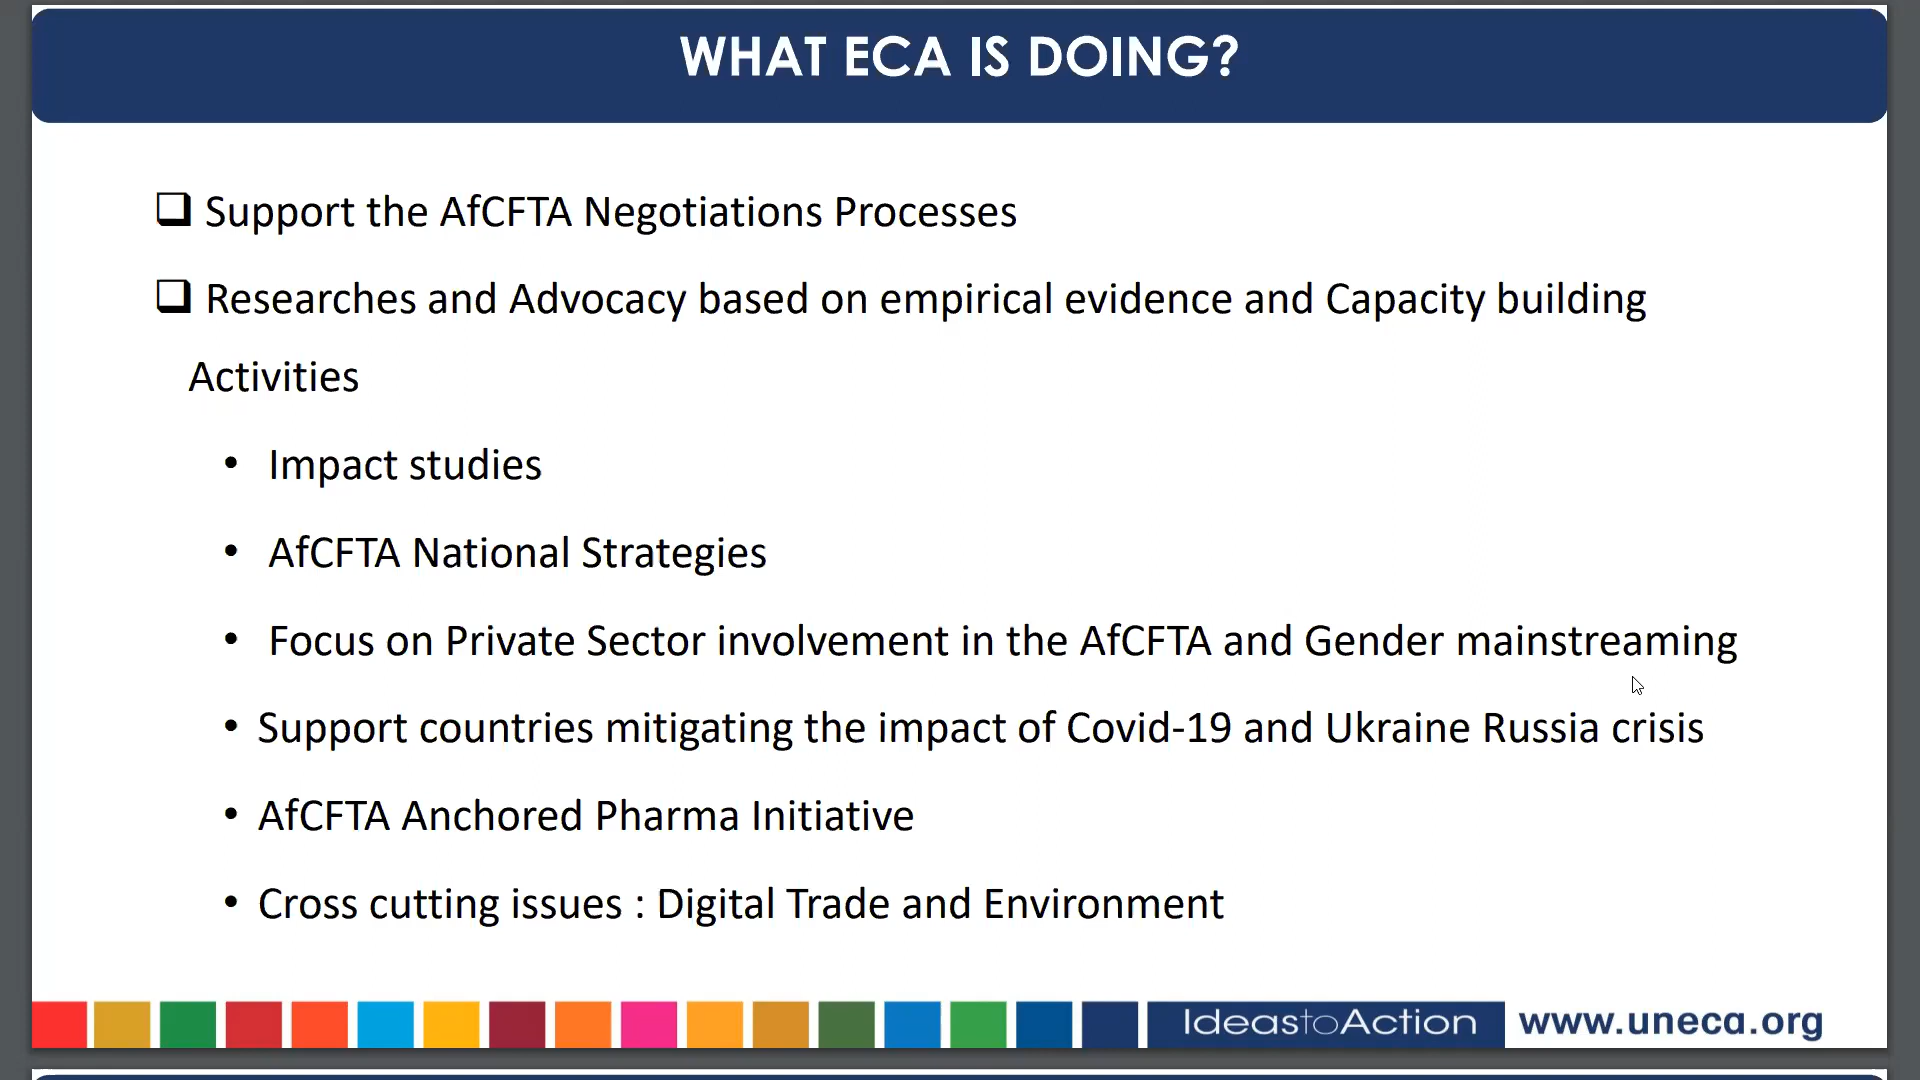 WHAT ECA IS DOING?
Support the AfCFTA Negotiations Processes
Researches and Advocacy based on empirical evidence and Capacity building
Activities
• Impact studies
• AfCFTA National Strategies
• Focus on Private Sector involvement in the AfCFTA and Gender mainstreaming
• Support countries mitigating the impact of Covid-19 and Ukraine Russia crisis
• AfCFTA Anchored Pharma Initiative
• Cross cutting issues : Digital Trade and Environment
IdeastoAction www.uneca.org